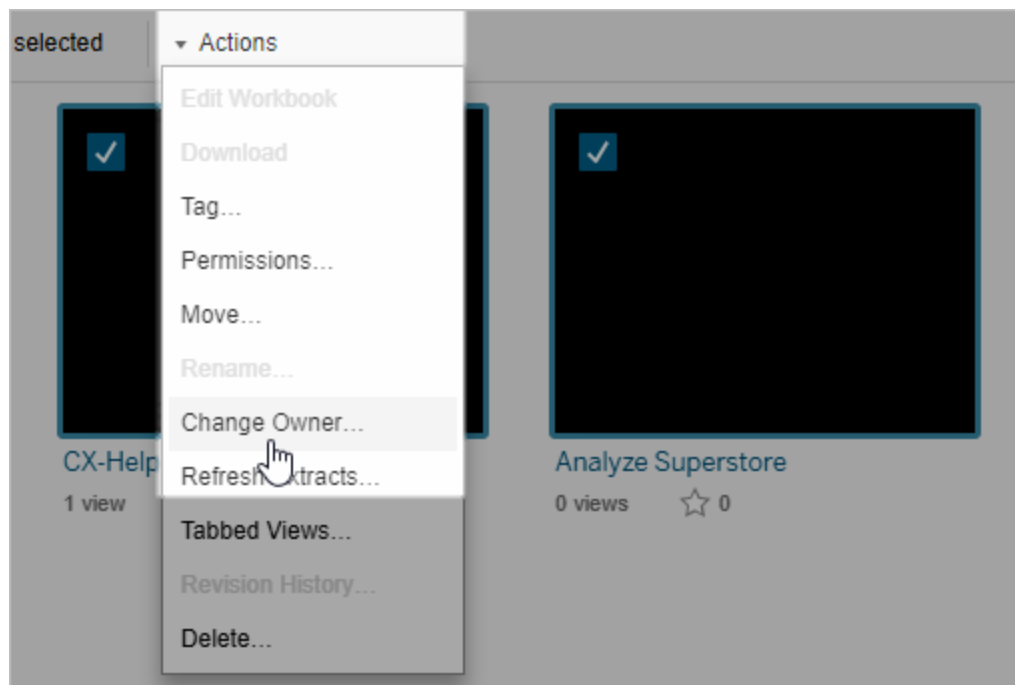 selected
Actions
Edit Workbook
Download
Tag...
Permissions...
Move...
Rename...
Change Owner...
Refresh Extracts...
Tabbed Views...
Revision History...
Delete...
CX-Help
1 view
Analyze Superstore
0 views 0